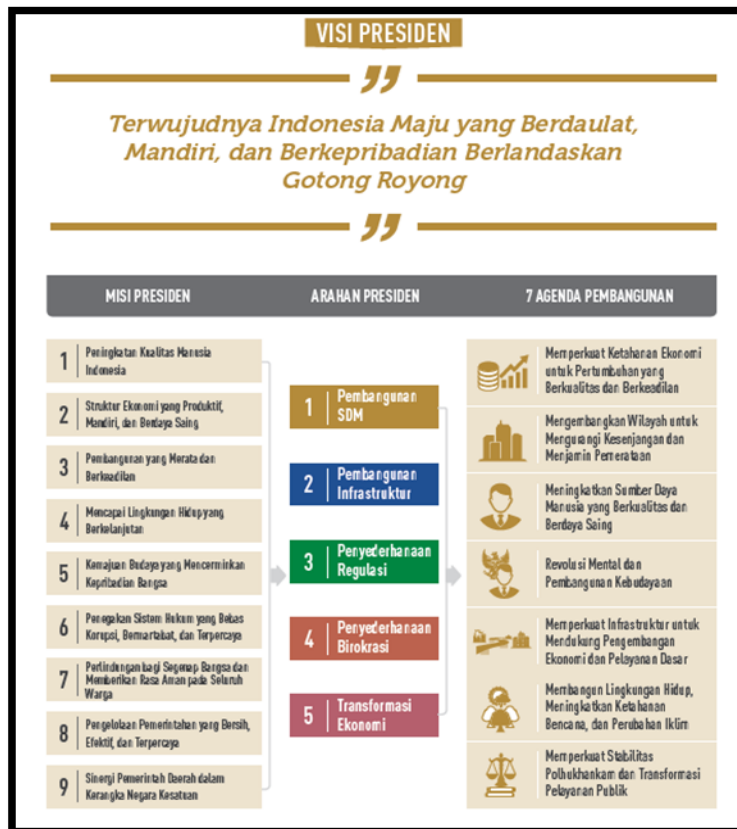 VISI PRESIDEN
”
Terwujudnya Indonesia Maju yang Berdaulat,
Mandiri, dan Berkepribadian Berlandaskan
Gotong Royong
”
MISI PRESIDEN
1
Peningkatan Kualitas Manusia
Indonesia
2
Struktur Ekonomi yang Produktif,
Mandiri, dan Berdaya Saing
3
Pembangunan yang Merata dan
Berkeadilan
4
Mencapai Lingkungan Hidup yang
Berkelanjutan
5
Kemajuan Budaya yang Mencerminkan
Kepribadian Bangsa
6
Penegakan Sistem Hukum yang Bebas
Korupsi, Bermartabat, dan Terpercaya
7
Perlindungan bagi Segenap Bangsa dan
Memberikan Rasa Aman pada Seluruh
Warga
8
Pengelolaan Pemerintahan yang Bersih,
Efektif, dan Terpercaya
9
Sinergi Pemerintah Daerah dalam
Kerangka Negara Kesatuan
ARAHAN PRESIDEN
1
Pembangunan
SDM
2
Pembangunan
Infrastruktur
3
Penyederhanaan
Regulasi
4
Penyederhanaan
Birokrasi
5
Transformasi
Ekonomi
7 AGENDA PEMBANGUNAN
Memperkuat Ketahanan Ekonomi
untuk Pertumbuhan yang
Berkualitas dan Berkeadilan
Mengembangkan Wilayah untuk
Mengurangi Kesenjangan dan
Menjamin Pemerataan
Meningkatkan Sumber Daya
Manusia yang Berkualitas dan
Berdaya Saing
Revolusi Mental dan
Pembangunan Kebudayaan
Memperkuat Infrastruktur untuk
Mendukung Pengembangan
Ekonomi dan Pelayanan Dasar
Membangun Lingkungan Hidup,
Meningkatkan Ketahanan
Bencana, dan Perubahan Iklim
Memperkuat Stabilitas
Polhukhankam dan Transformasi
Pelayanan Publik